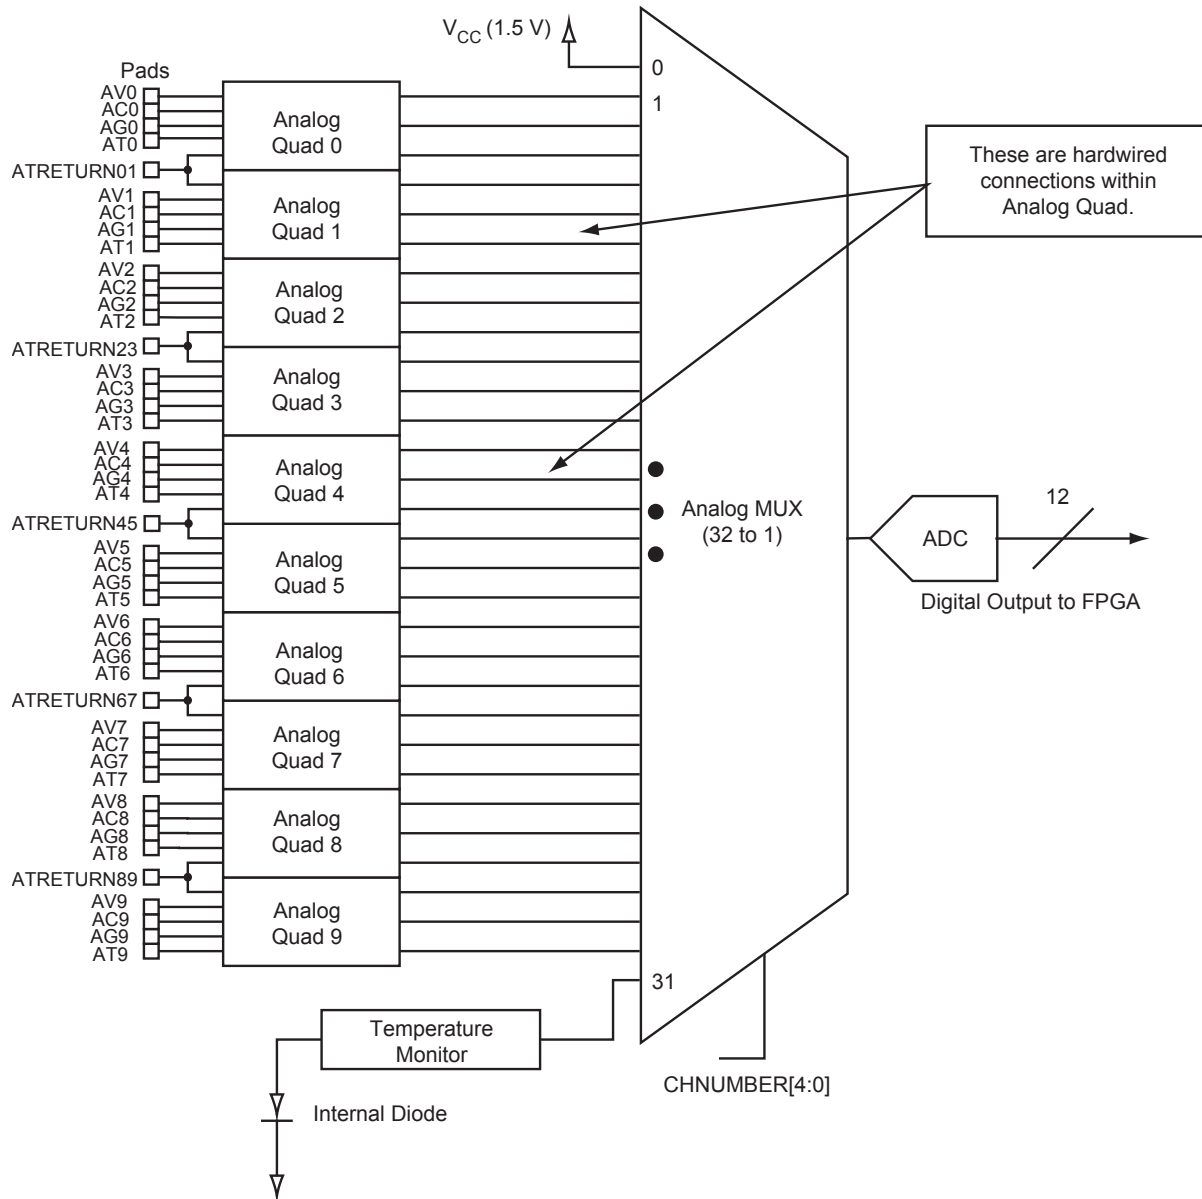 V_CC (1.5 V)
0
1
Pads
AV0
AC0
AG0
AT0
ATRETURN01
AV1
AC1
AG1
AT1
AV2
AC2
AG2
AT2
ATRETURN23
AV3
AC3
AG3
AT3
AV4
AC4
AG4
AT4
ATRETURN45
AV5
AC5
AG5
AT5
AV6
AC6
AG6
AT6
ATRETURN67
AV7
AC7
AG7
AT7
AV8
AC8
AG8
AT8
ATRETURN89
AV9
AC9
AG9
AT9
Analog
Quad 0
Analog
Quad 1
Analog
Quad 2
Analog
Quad 3
Analog
Quad 4
Analog
Quad 5
Analog
Quad 6
Analog
Quad 7
Analog
Quad 8
Analog
Quad 9
These are hardwired
connections within
Analog Quad.
Analog MUX
(32 to 1)
ADC
12
Digital Output to FPGA
31
Temperature
Monitor
CHNUMBER[4:0]
Internal Diode